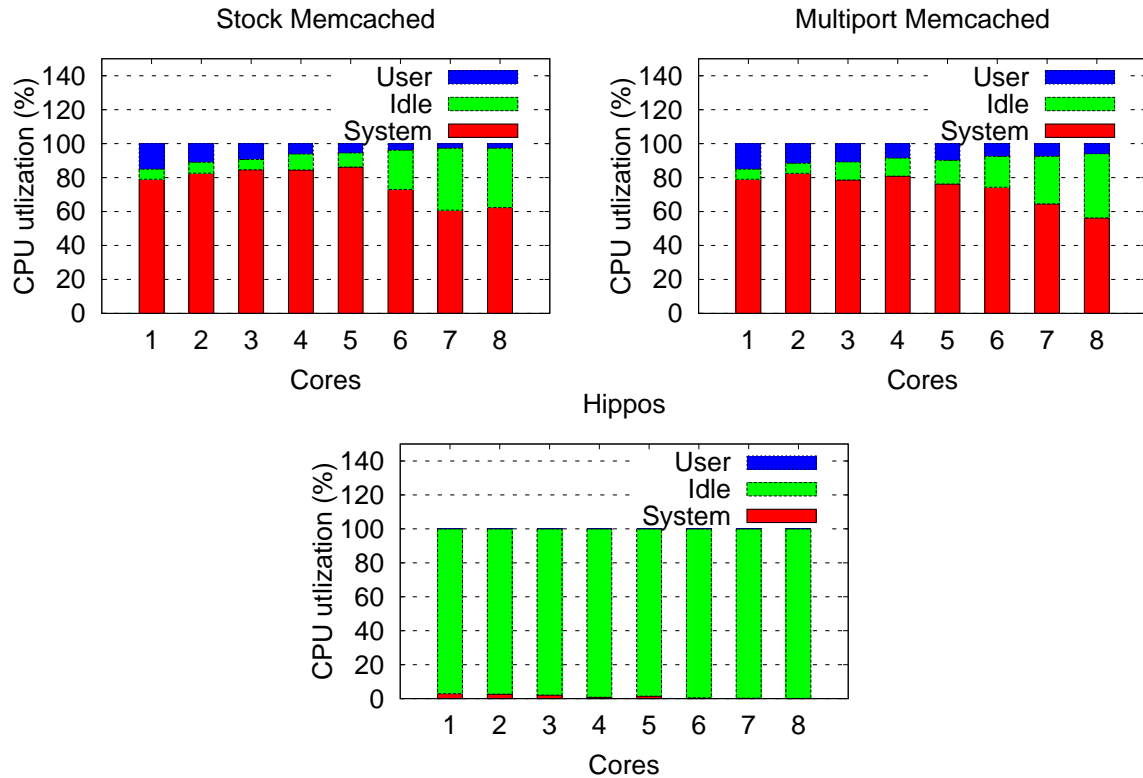 Stock Memcached
CPU utlization (%)
140
120
100
80
60
40
20
0
User
Idle
System
1 2 3 4 5 6 7 8
Cores
Multiport Memcached
CPU utlization (%)
140
120
100
80
60
40
20
0
User
Idle
System
1 2 3 4 5 6 7 8
Cores
Hippos
CPU utlization (%)
140
120
100
80
60
40
20
0
User
Idle
System
1 2 3 4 5 6 7 8
Cores